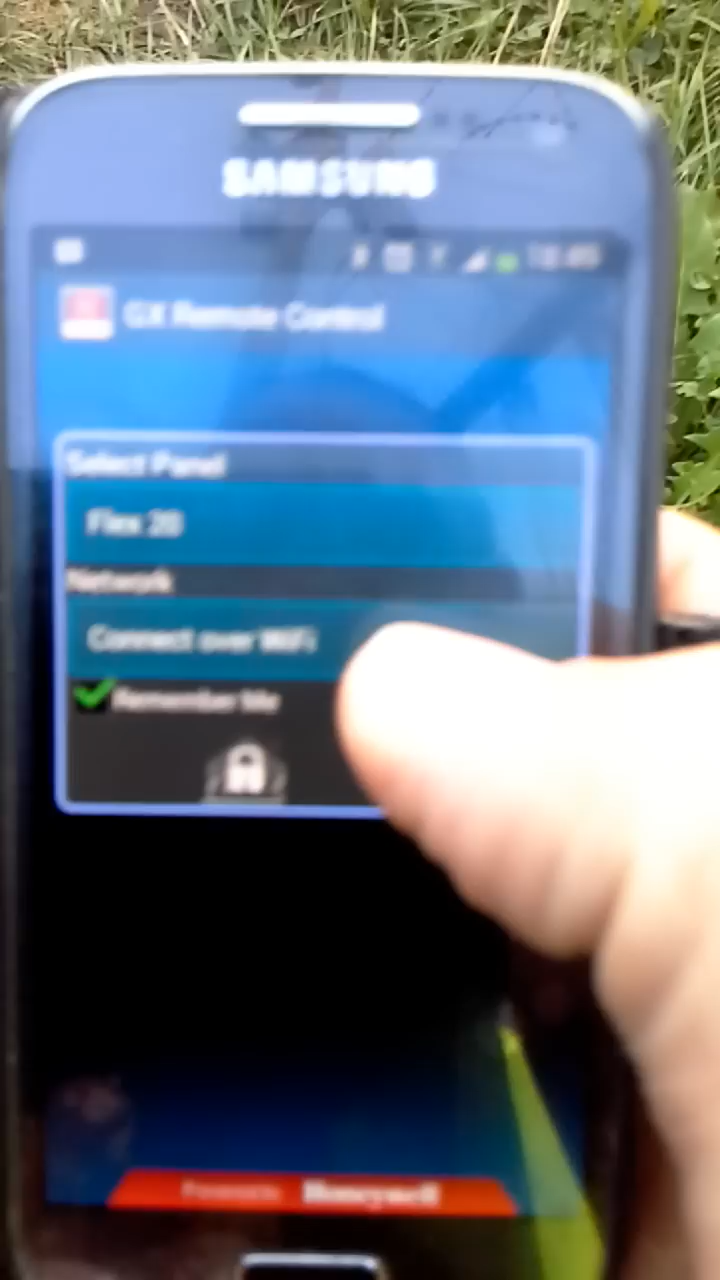 SAMSUNG
GX Remote Control
Select Panel
Flex 20
Network
Connect over WiFi
Remember Me
Honeywell